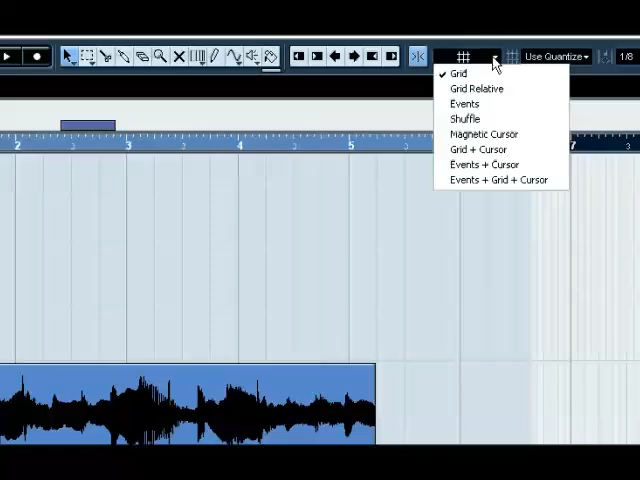 Use Quantize 1/8
Grid
Grid Relative
Events
Shuffle
Magnetic Cursor
Grid + Cursor
Events + Cursor
Events + Grid + Cursor
2 3 4 5 7 3